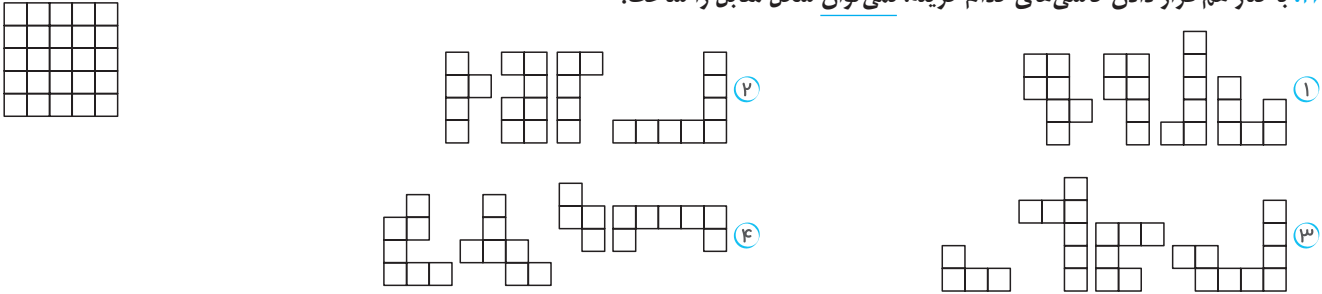 با کنار هم قرار دادن کاشی‌های کدام گزینه، نمی‌توان شکل مقابل را ساخت؟
۱
۲
۳
۴